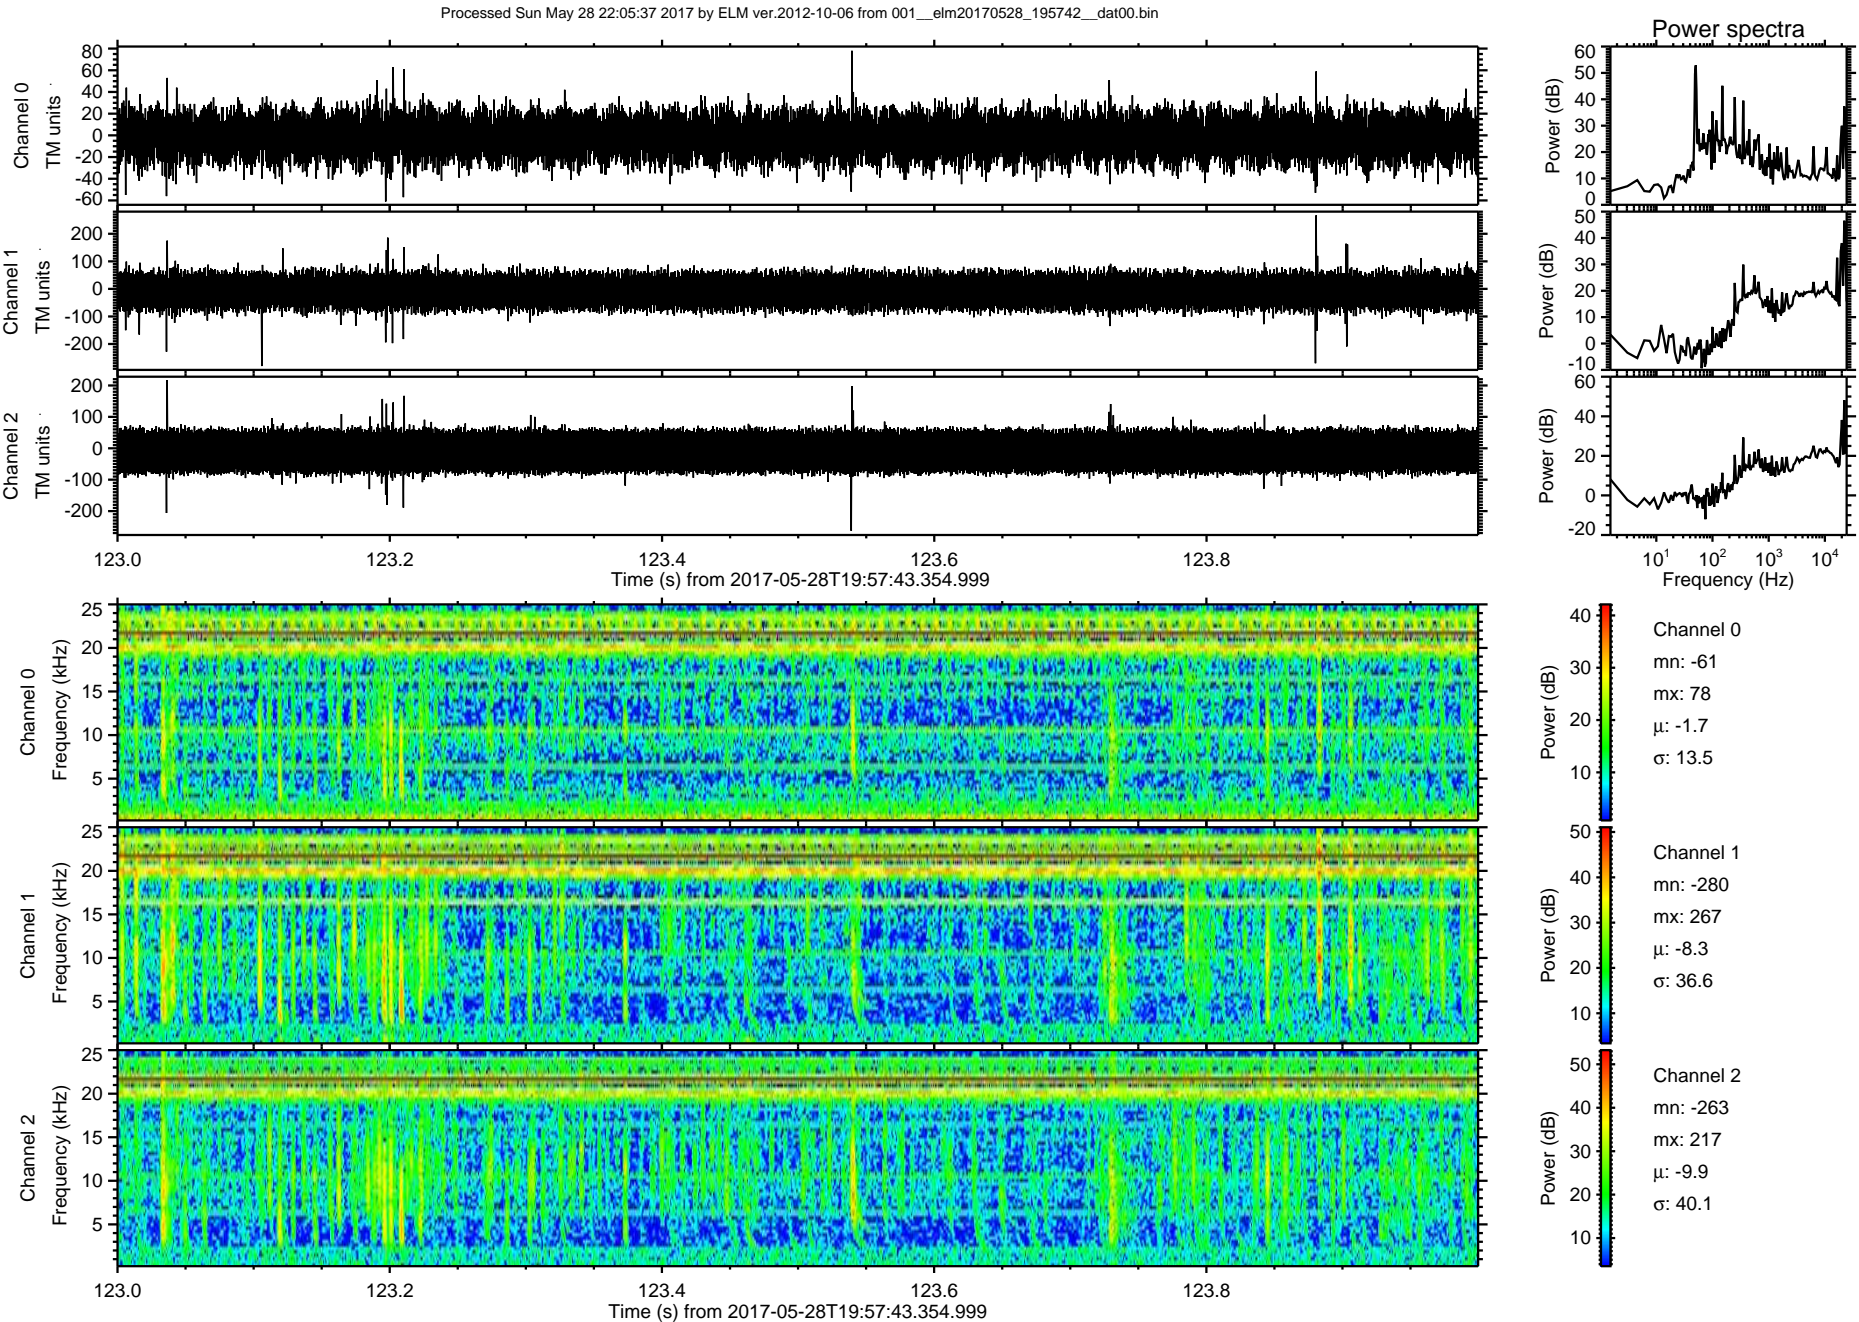 Processed Sun May 28 22:05:37 2017 by ELM ver.2012-10-06 from 001__elm20170528_195742__dat00.bin
Power spectra
Channel 0
TM units
80
60
40
20
0
-20
-40
-60
Power (dB)
60
50
40
30
20
10
0
Channel 1
TM units
200
100
0
-100
-200
Power (dB)
50
40
30
20
10
0
-10
Channel 2
TM units
200
100
0
-100
-200
Power (dB)
60
40
20
0
-20
123.0 123.2 123.4 123.6 123.8
Time (s) from 2017-05-28T19:57:43.354.999
10¹ 10² 10³ 10⁴
Frequency (Hz)
Channel 0
Frequency (kHz)
25
20
15
10
5
Power (dB)
40
30
20
10
Channel 0
mn: -61
mx: 78
μ: -1.7
σ: 13.5
Channel 1
Frequency (kHz)
25
20
15
10
5
Power (dB)
50
40
30
20
10
Channel 1
mn: -280
mx: 267
μ: -8.3
σ: 36.6
Channel 2
Frequency (kHz)
25
20
15
10
5
Power (dB)
50
40
30
20
10
Channel 2
mn: -263
mx: 217
μ: -9.9
σ: 40.1
123.0 123.2 123.4 123.6 123.8
Time (s) from 2017-05-28T19:57:43.354.999